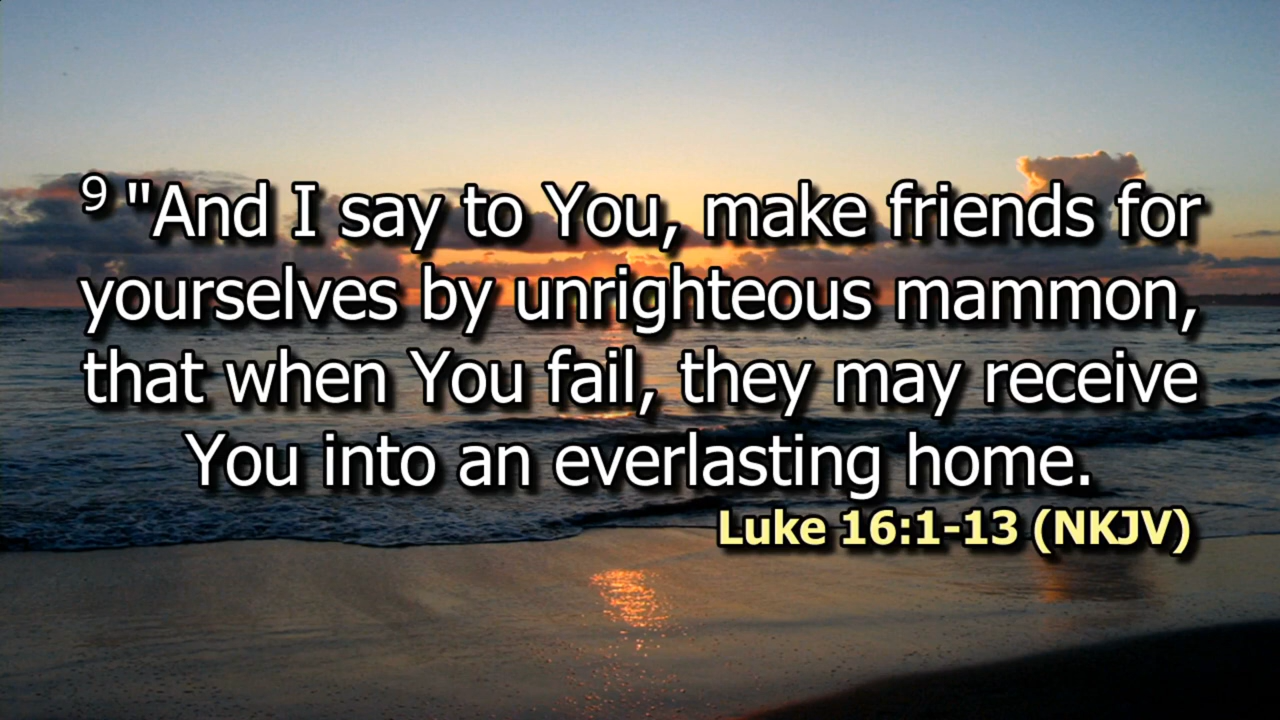 9 "And I say to You, make friends for
yourselves by unrighteous mammon,
that when You fail, they may receive
You into an everlasting home.
Luke 16:1-13 (NKJV)